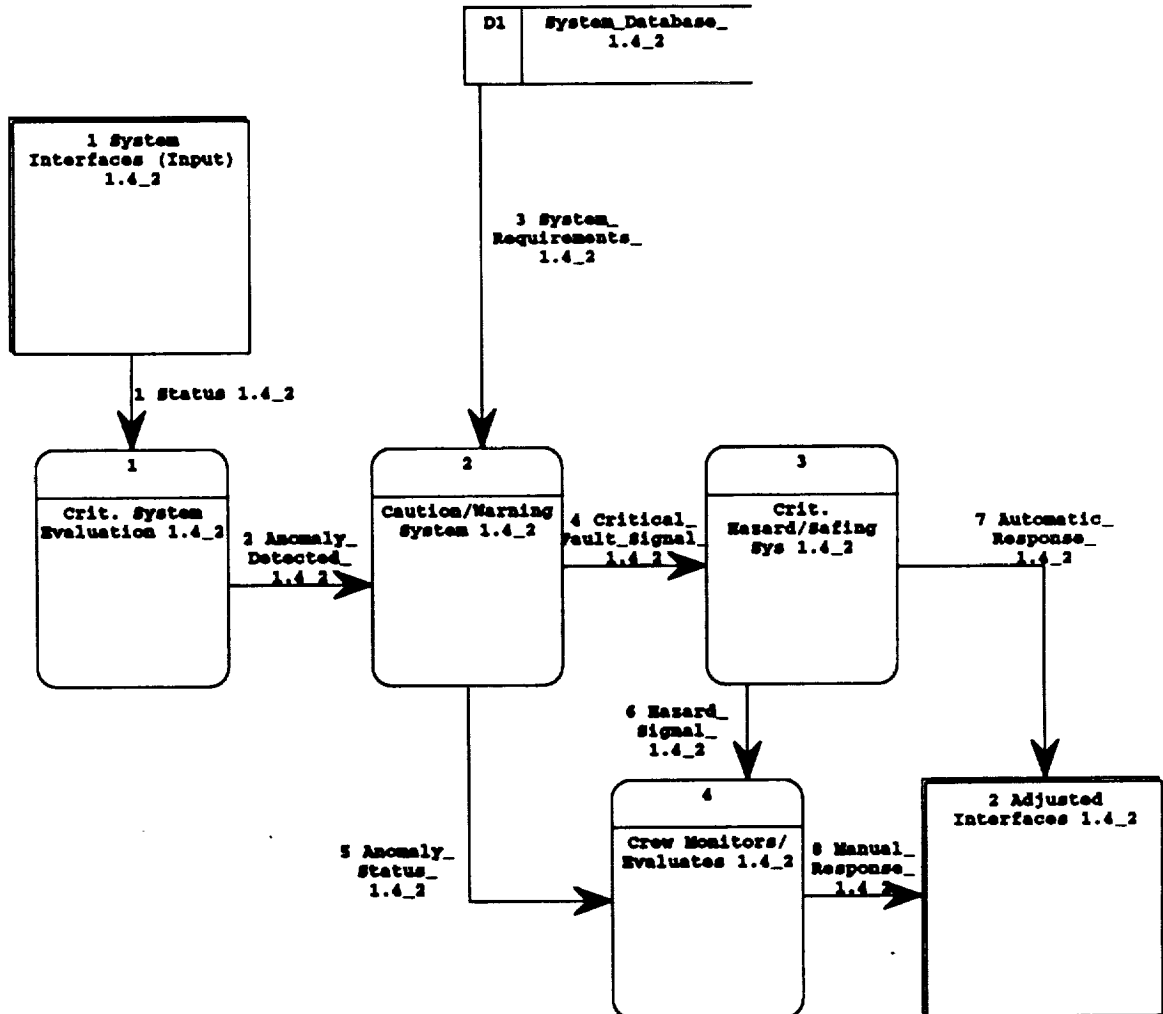 D1
System_Database_
1.4_2
1 System
Interfaces (Input)
1.4_2
3 System_
Requirements_
1.4_2
1 Status 1.4_2
1
Crit. System
Evaluation 1.4_2
2 Anomaly_
Detected_
1.4_2
2
Caution/Warning
System 1.4_2
4 Critical_
Fault_Signal_
1.4_2
3
Crit.
Hazard/Safing
Sys 1.4_2
7 Automatic_
Response_
1.4_2
6 Hazard_
Signal_
1.4_2
5 Anomaly_
Status_
1.4_2
4
Crew Monitors/
Evaluates 1.4_2
8 Manual_
Response_
1.4_2
2 Adjusted
Interfaces 1.4_2